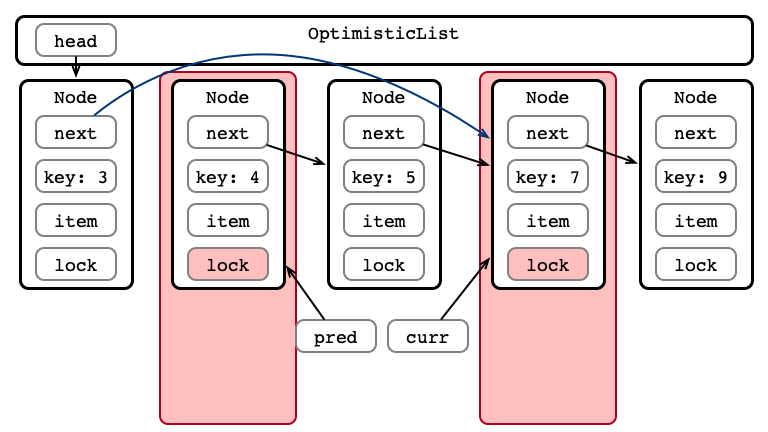 OptimisticList
head
Node
next
key: 3
item
lock
Node
next
key: 4
item
lock
Node
next
key: 5
item
lock
Node
next
key: 7
item
lock
Node
next
key: 9
item
lock
pred
curr